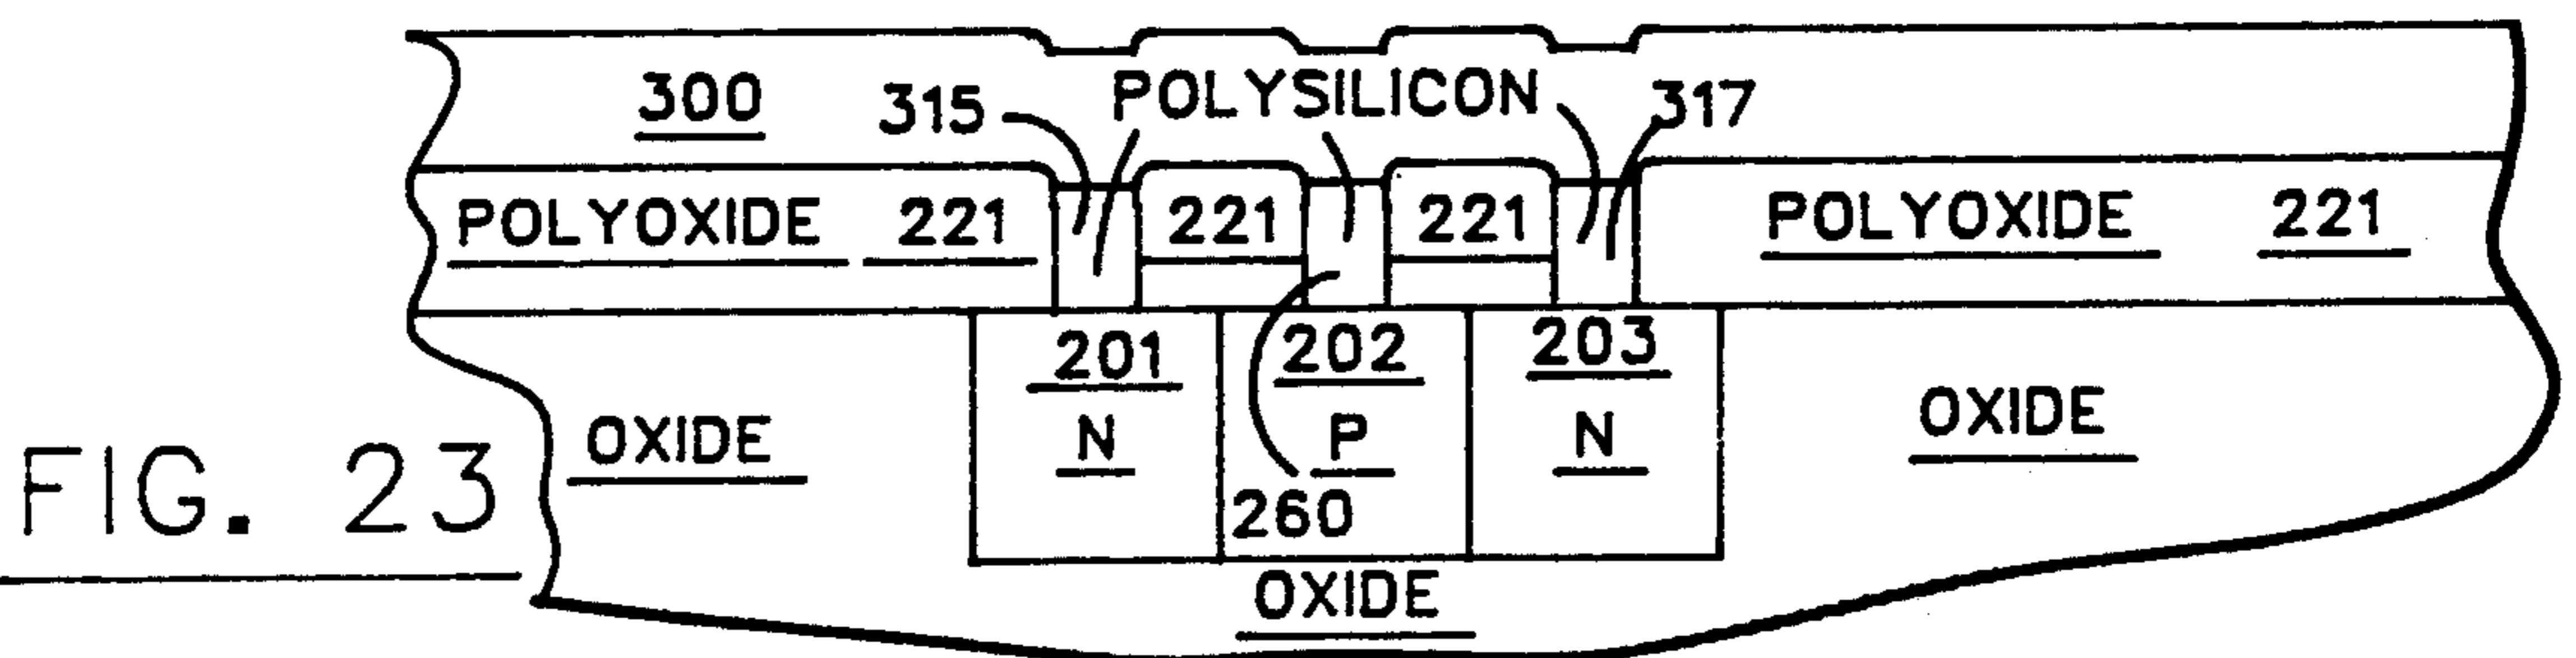 300 315 POLYSILICON 317
POLYOXIDE 221 221 221 POLYOXIDE 221
201 202 203
OXIDE N P N OXIDE
260
OXIDE
FIG. 23